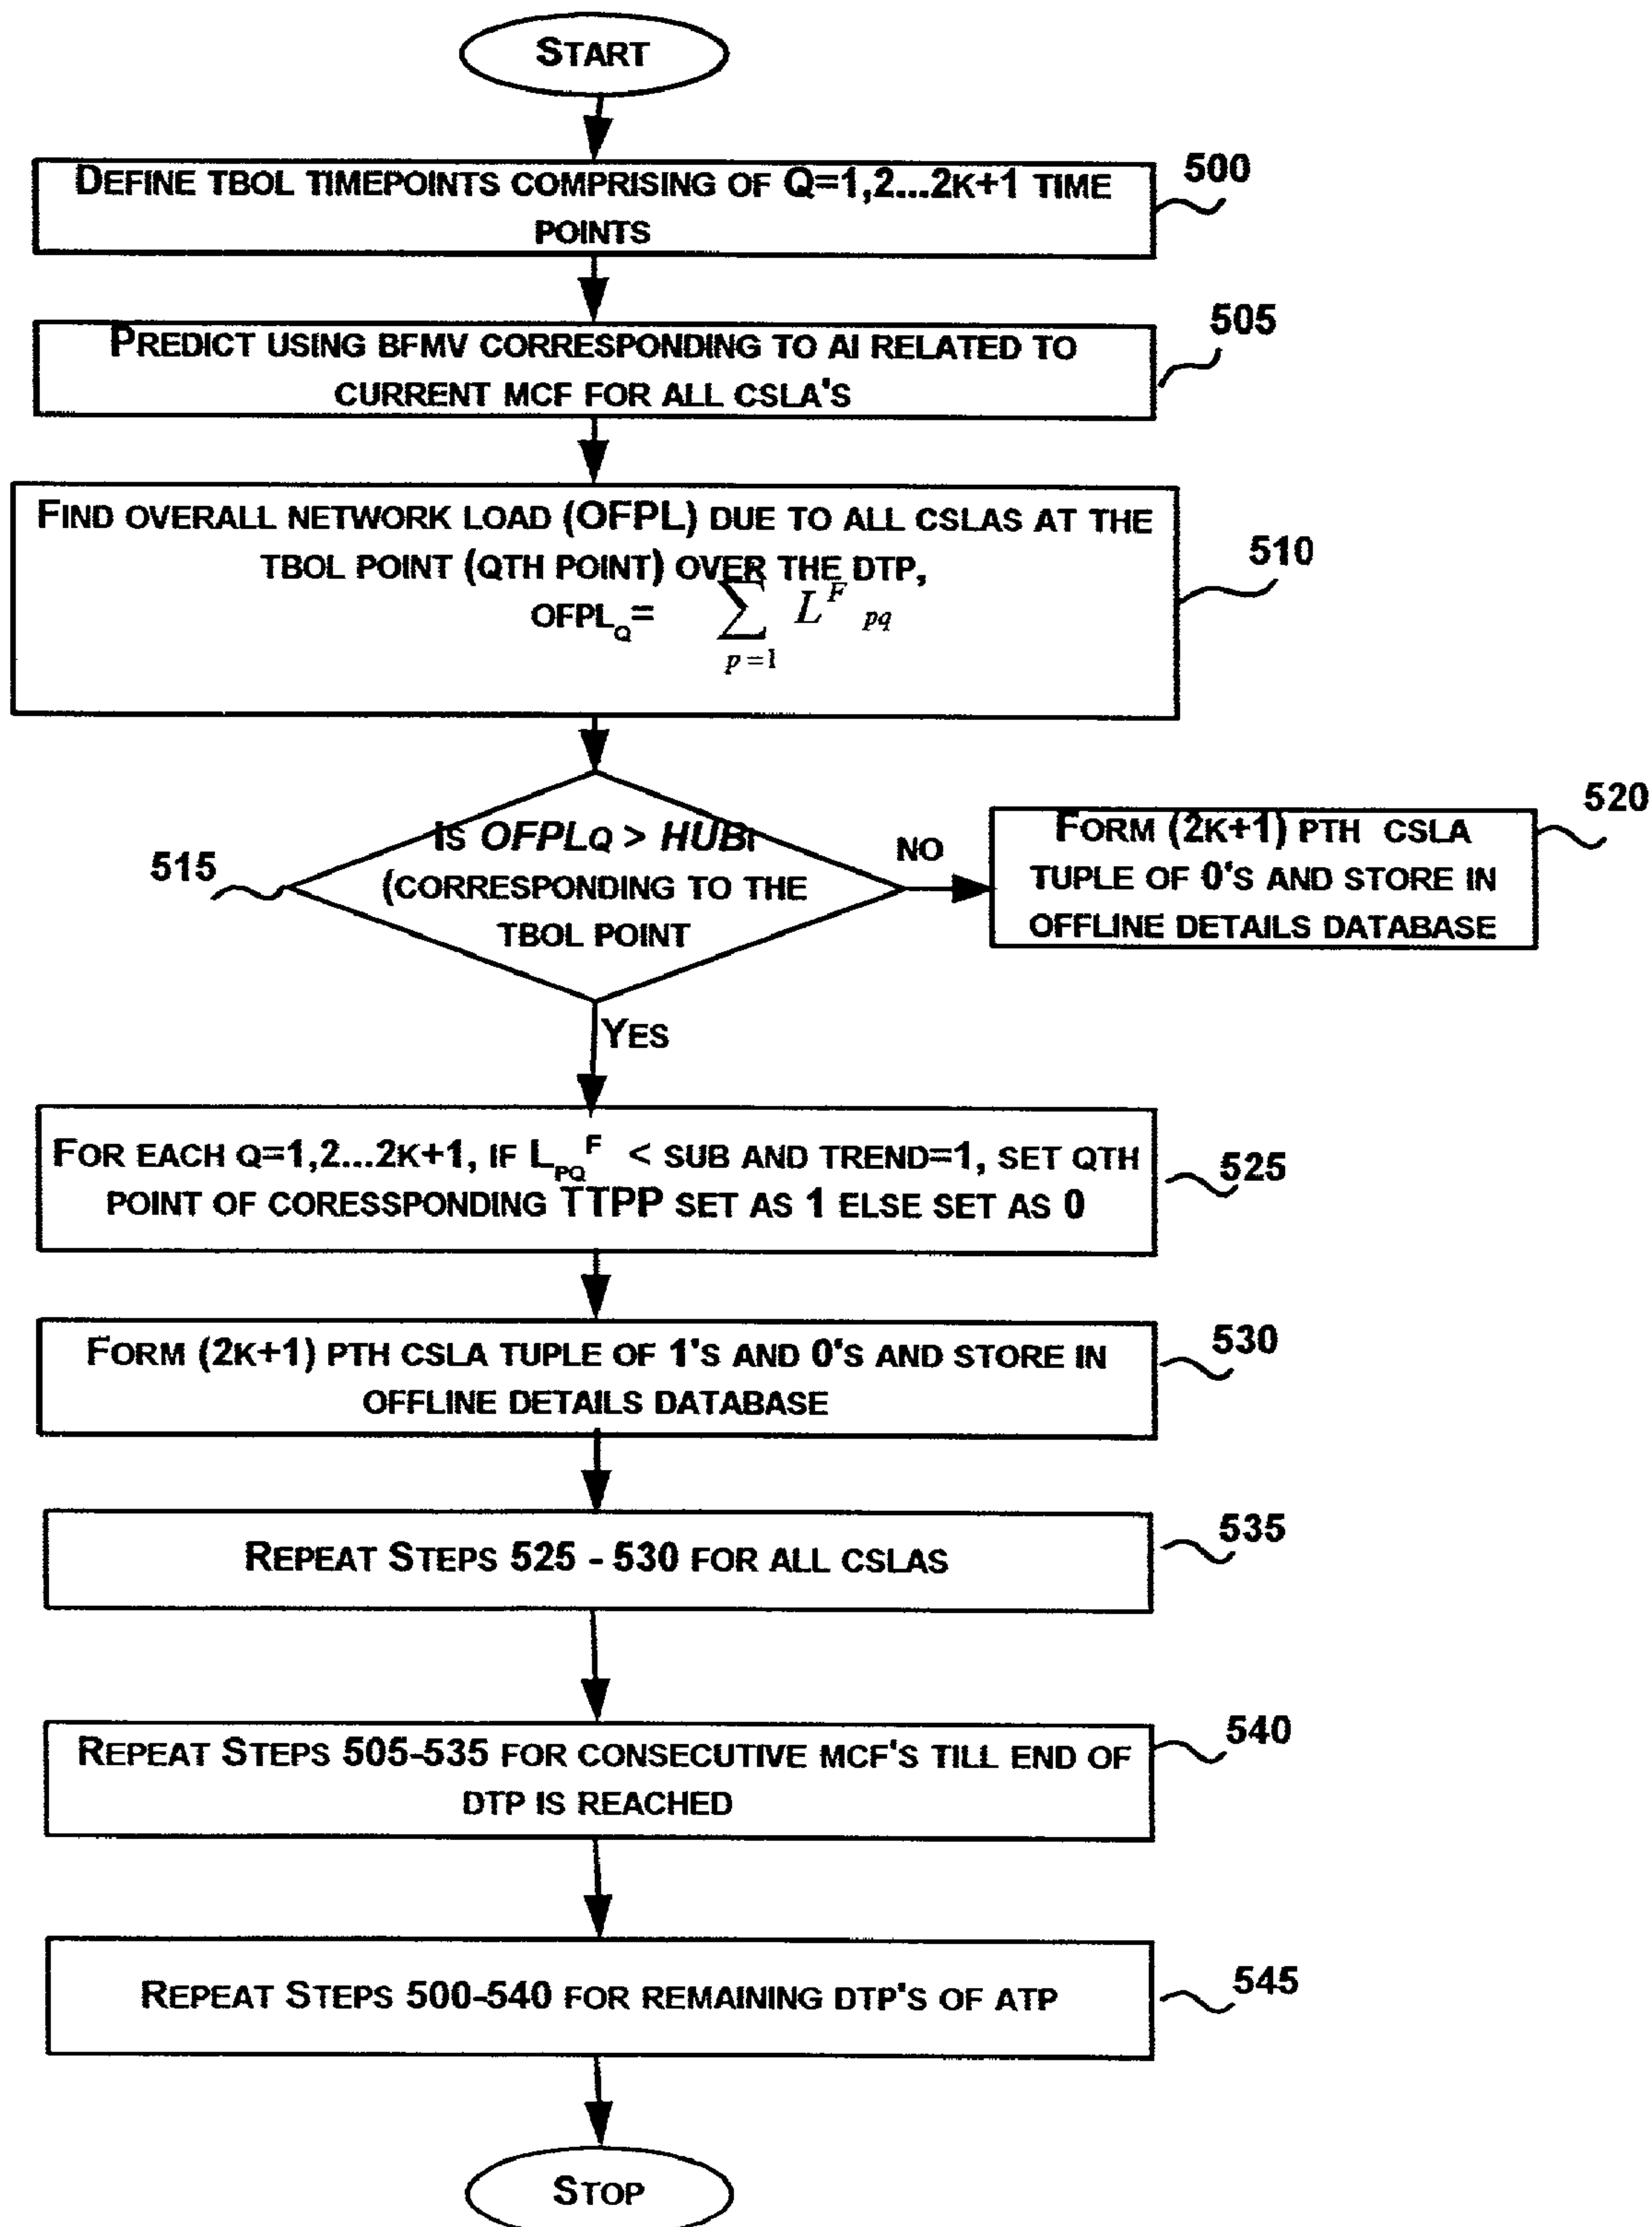 START
DEFINE TBOL TIMEPOINTS COMPRISING OF Q=1,2...2K+1 TIME
POINTS
500
PREDICT USING BFMV CORRESPONDING TO AI RELATED TO
CURRENT MCF FOR ALL CSLA'S
505
FIND OVERALL NETWORK LOAD (OFPL) DUE TO ALL CSLAS AT THE
TBOL POINT (QTH POINT) OVER THE DTP,
OFPL_Q= ∑_{p=1} L^F_{pq}
510
IS OFPLQ > HUBi
(CORRESPONDING TO THE
TBOL POINT
515
NO
FORM (2K+1) PTH CSLA
TUPLE OF 0'S AND STORE IN
OFFLINE DETAILS DATABASE
520
YES
FOR EACH Q=1,2...2K+1, IF L_PQ^F < SUB AND TREND=1, SET QTH
POINT OF CORESSPONDING TTPP SET AS 1 ELSE SET AS 0
525
FORM (2K+1) PTH CSLA TUPLE OF 1'S AND 0'S AND STORE IN
OFFLINE DETAILS DATABASE
530
REPEAT STEPS 525 - 530 FOR ALL CSLAS
535
REPEAT STEPS 505-535 FOR CONSECUTIVE MCF'S TILL END OF
DTP IS REACHED
540
REPEAT STEPS 500-540 FOR REMAINING DTP'S OF ATP
545
STOP